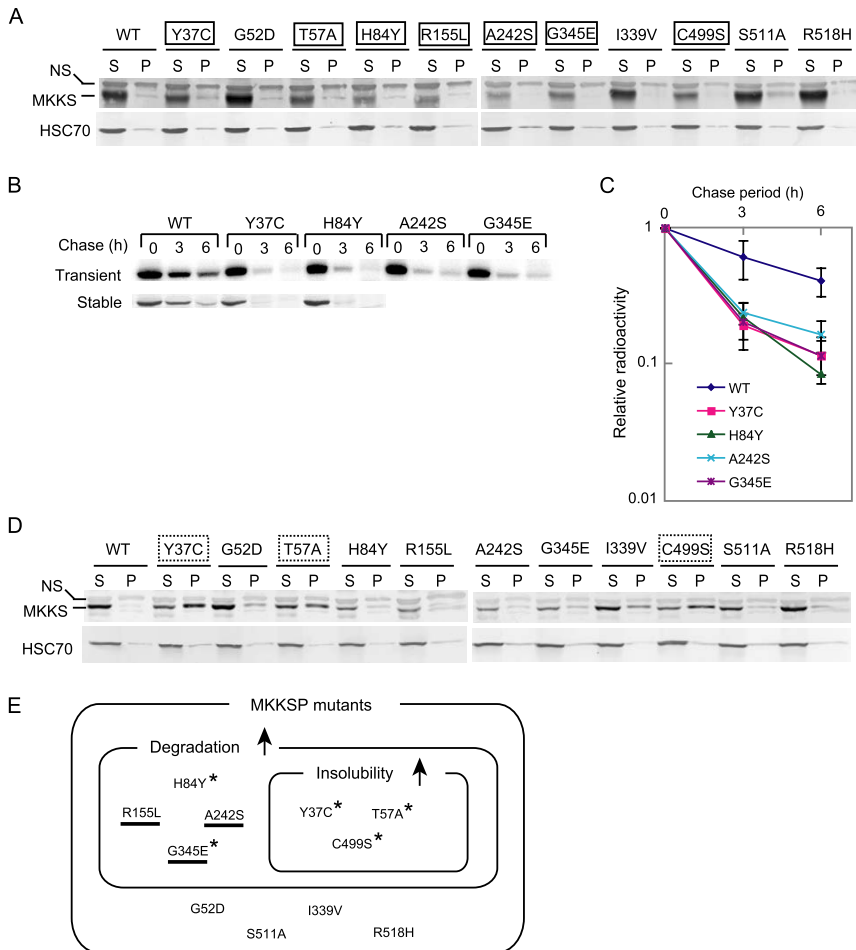 A
WT Y37C G52D T57A H84Y R155L A242S G345E I339V C499S S511A R518H
S P S P S P S P S P S P S P S P S P S P S P S P
NS
MKKS
HSC70
B
WT Y37C H84Y A242S G345E
Chase (h) 0 3 6 0 3 6 0 3 6 0 3 6 0 3 6
Transient
Stable
C
Chase period (h)
0 3 6
1
0.1
0.01
Relative radioactivity
WT
Y37C
H84Y
A242S
G345E
D
WT Y37C G52D T57A H84Y R155L A242S G345E I339V C499S S511A R518H
S P S P S P S P S P S P S P S P S P S P S P S P
NS
MKKS
HSC70
E
MKKSP mutants
Degradation
Insolubility
H84Y*
R155L A242S
G345E*
Y37C* T57A*
C499S*
G52D I339V
S511A R518H